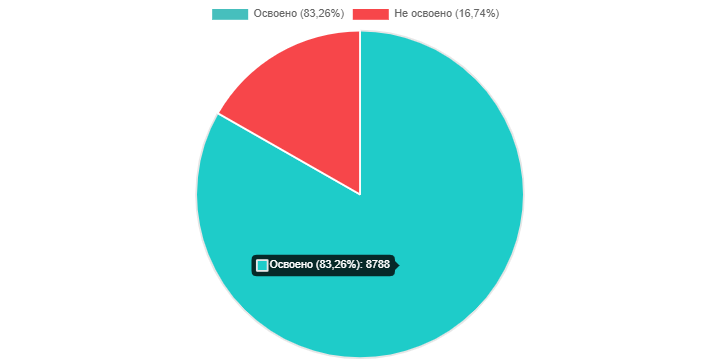 Освоено (83,26%) Не освоено (16,74%)
Освоено (83,26%): 8788